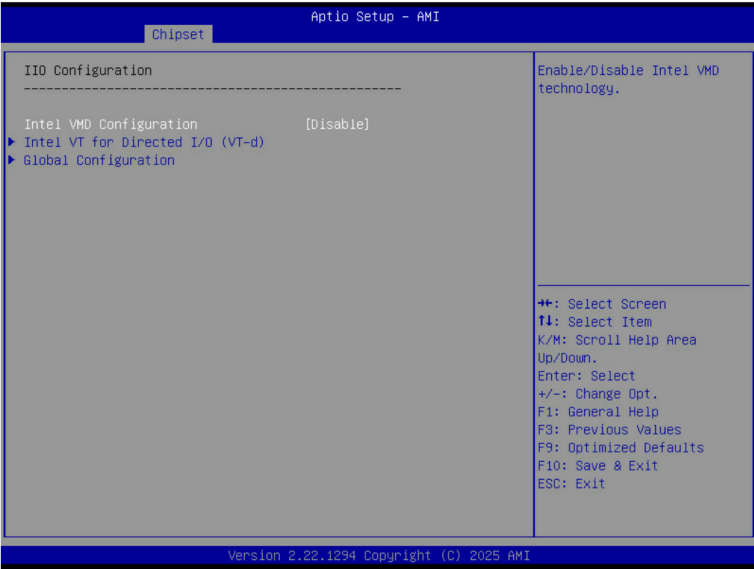 Aptio Setup – AMI
Chipset
IIO Configuration
--------------------------------------------------
Intel VMD Configuration [Disable]
Intel VT for Directed I/O (VT-d)
Global Configuration
Enable/Disable Intel VMD
technology.
→←: Select Screen
↑↓: Select Item
K/M: Scroll Help Area
Up/Down.
Enter: Select
+/-: Change Opt.
F1: General Help
F3: Previous Values
F9: Optimized Defaults
F10: Save & Exit
ESC: Exit
Version 2.22.1294 Copyright (C) 2025 AMI